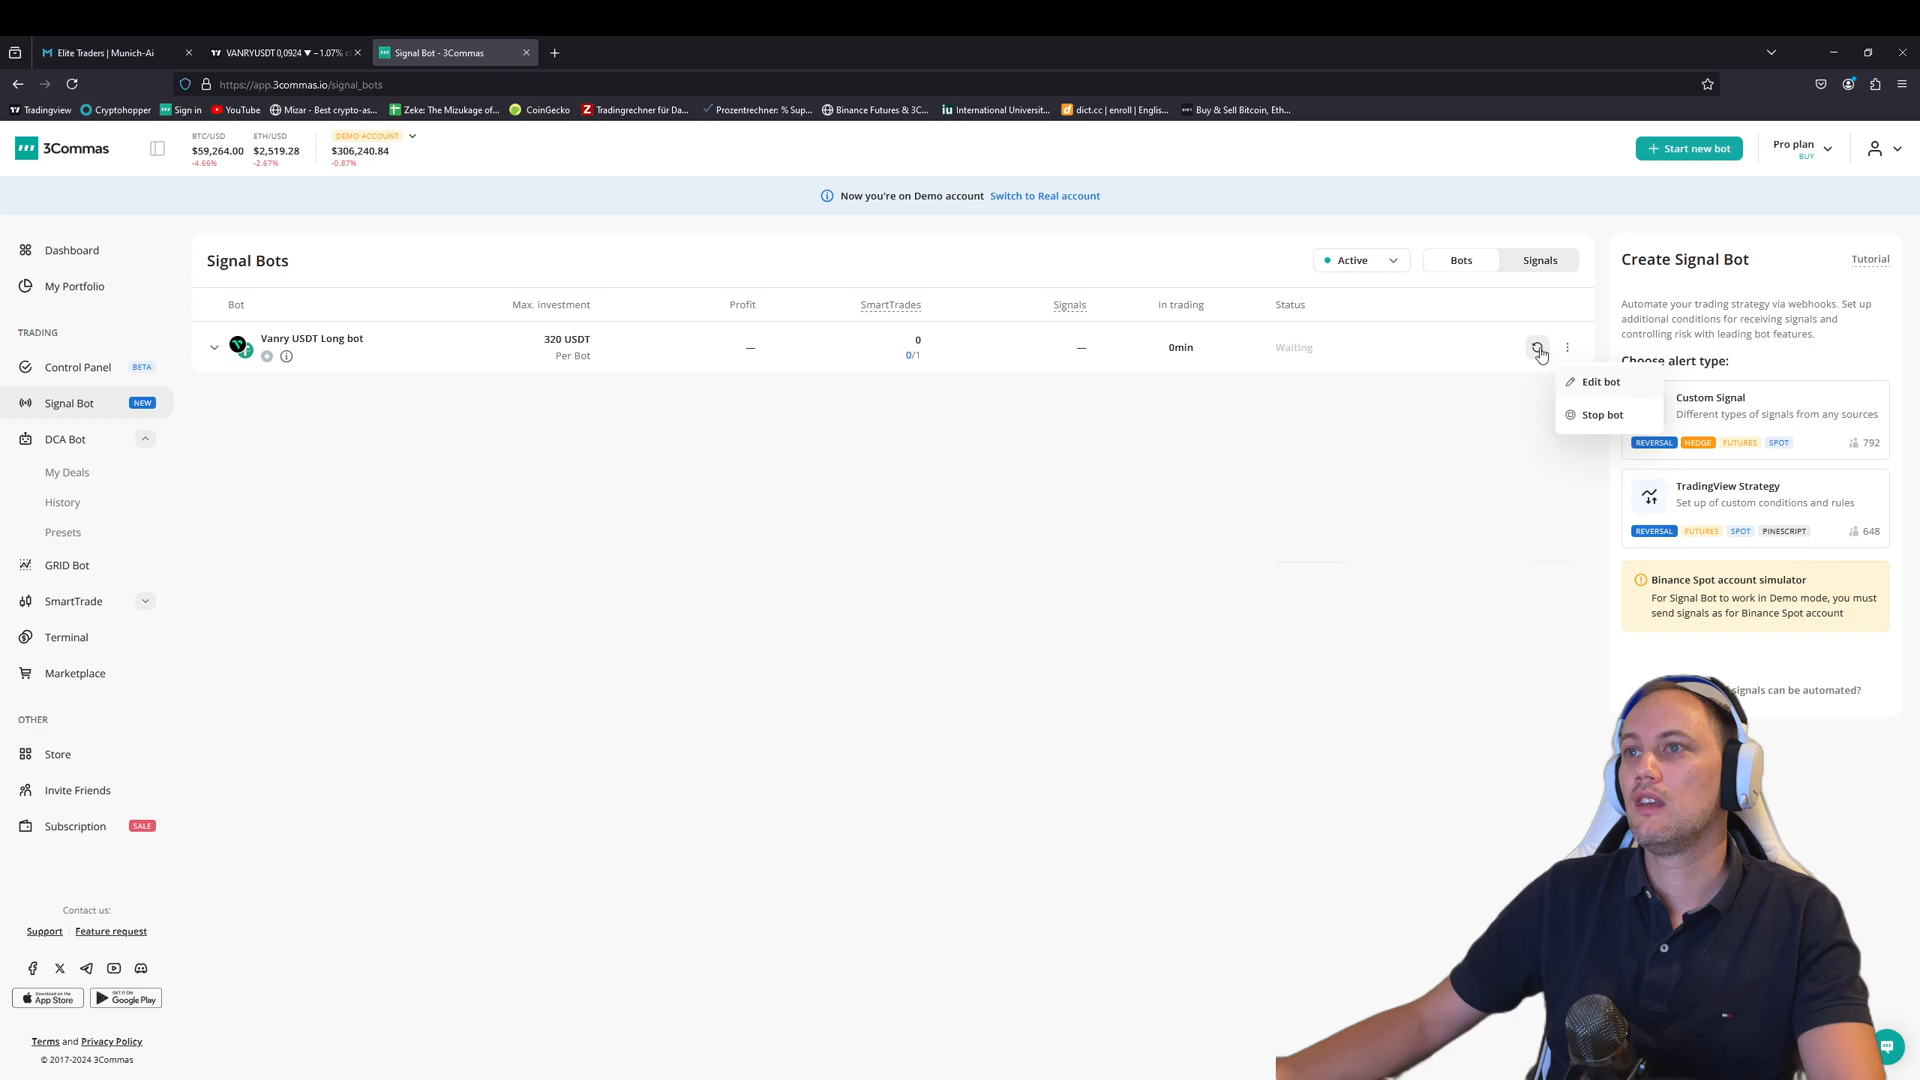 Elite Traders | Munich-Ai
VANRYUSDT 0,0924 ▼ −1.07%
Signal Bot - 3Commas
https://app.3commas.io/signal_bots
Tradingview
Cryptohopper
Sign in
YouTube
Mizar - Best crypto-as...
Zeke: The Mizukage of...
CoinGecko
Tradingrechner für Da...
Prozentrechner: % Sup...
Binance Futures & 3C...
International Universit...
dict.cc | enroll | Englis...
Buy & Sell Bitcoin, Eth...
3Commas
BTC/USD
$59,264.00
-4.66%
ETH/USD
$2,519.28
-2.67%
DEMO ACCOUNT
$306,240.84
-0.87%
+ Start new bot
Pro plan
BUY
Now you're on Demo account Switch to Real account
Dashboard
My Portfolio
TRADING
Control Panel BETA
Signal Bot NEW
DCA Bot
My Deals
History
Presets
GRID Bot
SmartTrade
Terminal
Marketplace
OTHER
Store
Invite Friends
Subscription SALE
Contact us:
Support
Feature request
Download on the
App Store
GET IT ON
Google Play
Terms and Privacy Policy
© 2017-2024 3Commas
Signal Bots
Active
Bots
Signals
Bot
Max. investment
Profit
SmartTrades
Signals
In trading
Status
Vanry USDT Long bot
320 USDT
Per Bot
—
0
0/1
—
0min
Waiting
Edit bot
Stop bot
Create Signal Bot
Tutorial
Automate your trading strategy via webhooks. Set up
additional conditions for receiving signals and
controlling risk with leading bot features.
Choose alert type:
Custom Signal
Different types of signals from any sources
REVERSAL HEDGE FUTURES SPOT 792
TradingView Strategy
Set up of custom conditions and rules
REVERSAL FUTURES SPOT PINESCRIPT 648
Binance Spot account simulator
For Signal Bot to work in Demo mode, you must
send signals as for Binance Spot account
signals can be automated?